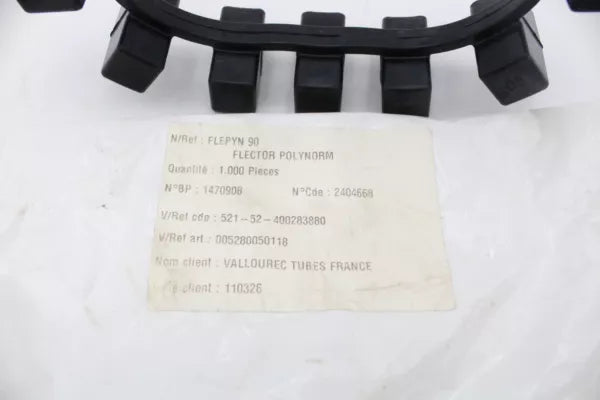 N/Ref : FLEPYN 90
FLECTOR POLYNORM
Quantité : 1.000 Pieces
N°BP : 1470908 N°Cde : 2404668
V/Ref cde : 521-52-400283880
V/Ref art : 005280050118
Nom client : VALLOUREC TUBES FRANCE
client : 110326